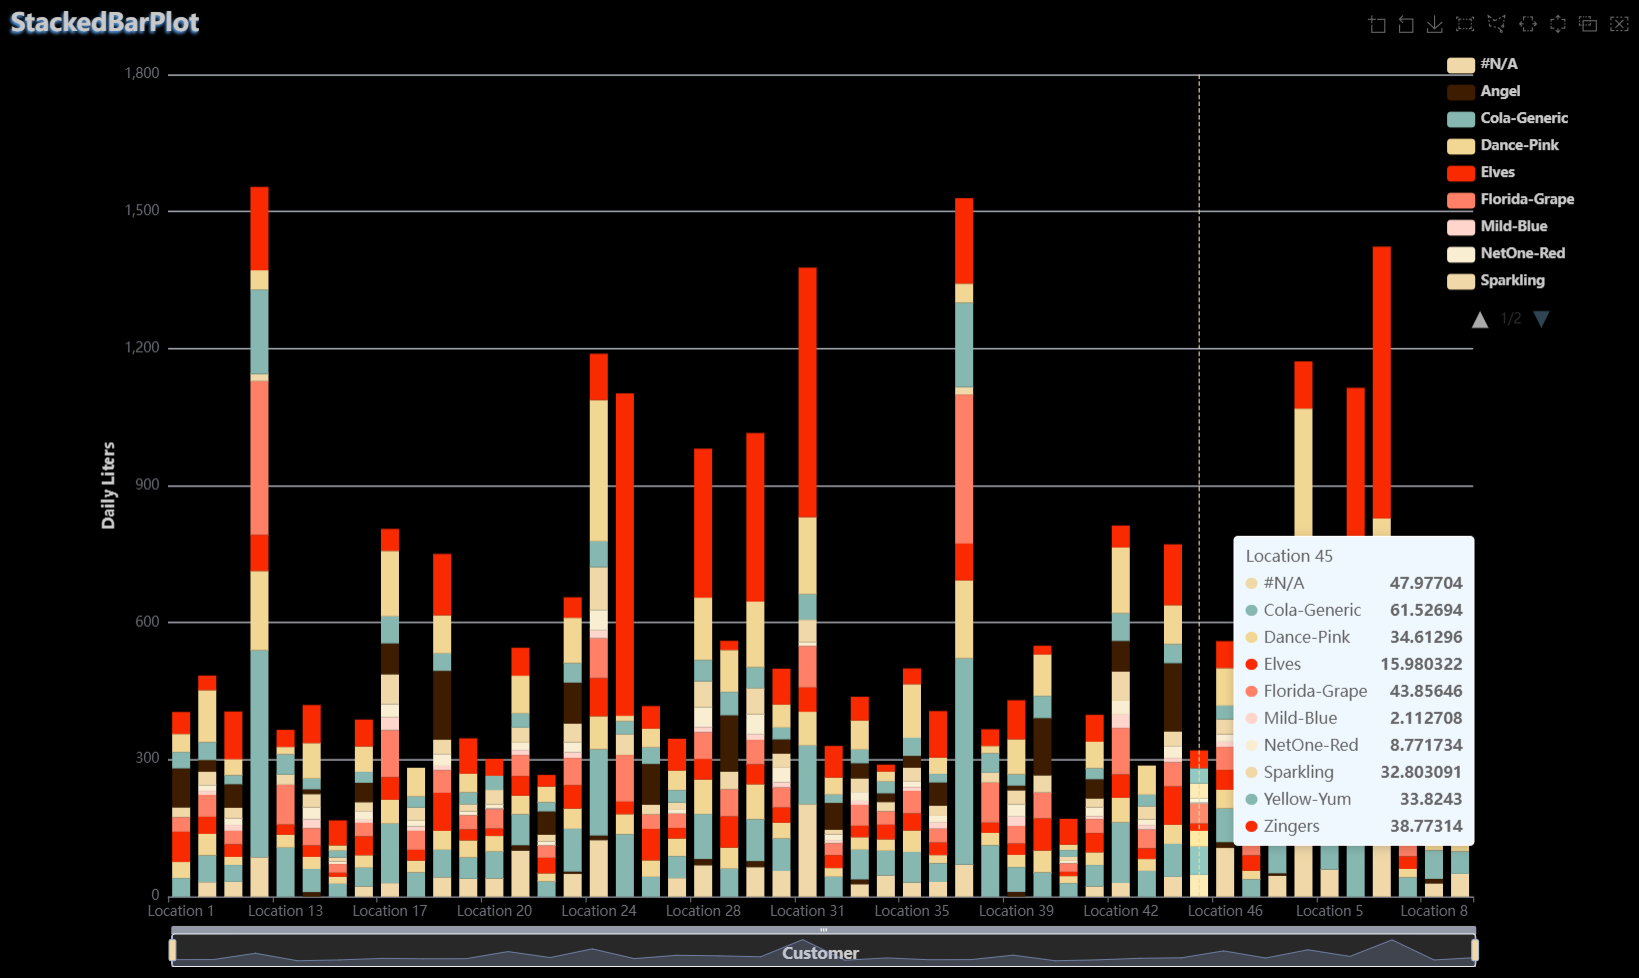 StackedBarPlot
1,800
1,500
1,200
900
600
300
0
Daily Liters
#N/A
Angel
Cola-Generic
Dance-Pink
Elves
Florida-Grape
Mild-Blue
NetOne-Red
Sparkling
1/2
Location 45
#N/A 47.97704
Cola-Generic 61.52694
Dance-Pink 34.61296
Elves 15.980322
Florida-Grape 43.85646
Mild-Blue 2.112708
NetOne-Red 8.771734
Sparkling 32.803091
Yellow-Yum 33.8243
Zingers 38.77314
Location 1 Location 13 Location 17 Location 20 Location 24 Location 28 Location 31 Location 35 Location 39 Location 42 Location 46 Location 5 Location 8
Customer